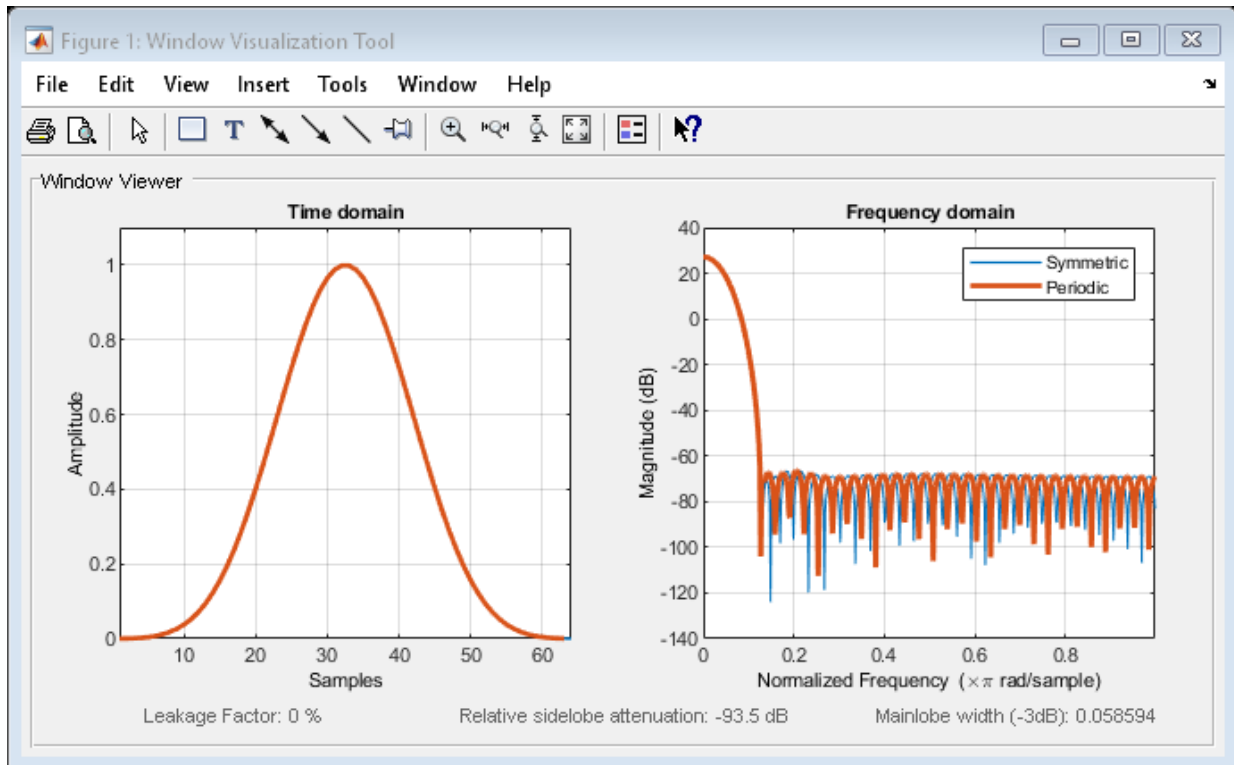 Figure 1: Window Visualization Tool
File Edit View Insert Tools Window Help
T ?
Window Viewer
Time domain
1
0.8
0.6
0.4
0.2
0
Amplitude
10 20 30 40 50 60
Samples
Frequency domain
40
20
0
-20
-40
-60
-80
-100
-120
-140
Magnitude (dB)
Symmetric
Periodic
0 0.2 0.4 0.6 0.8
Normalized Frequency (×π rad/sample)
Leakage Factor: 0 % Relative sidelobe attenuation: -93.5 dB Mainlobe width (-3dB): 0.058594